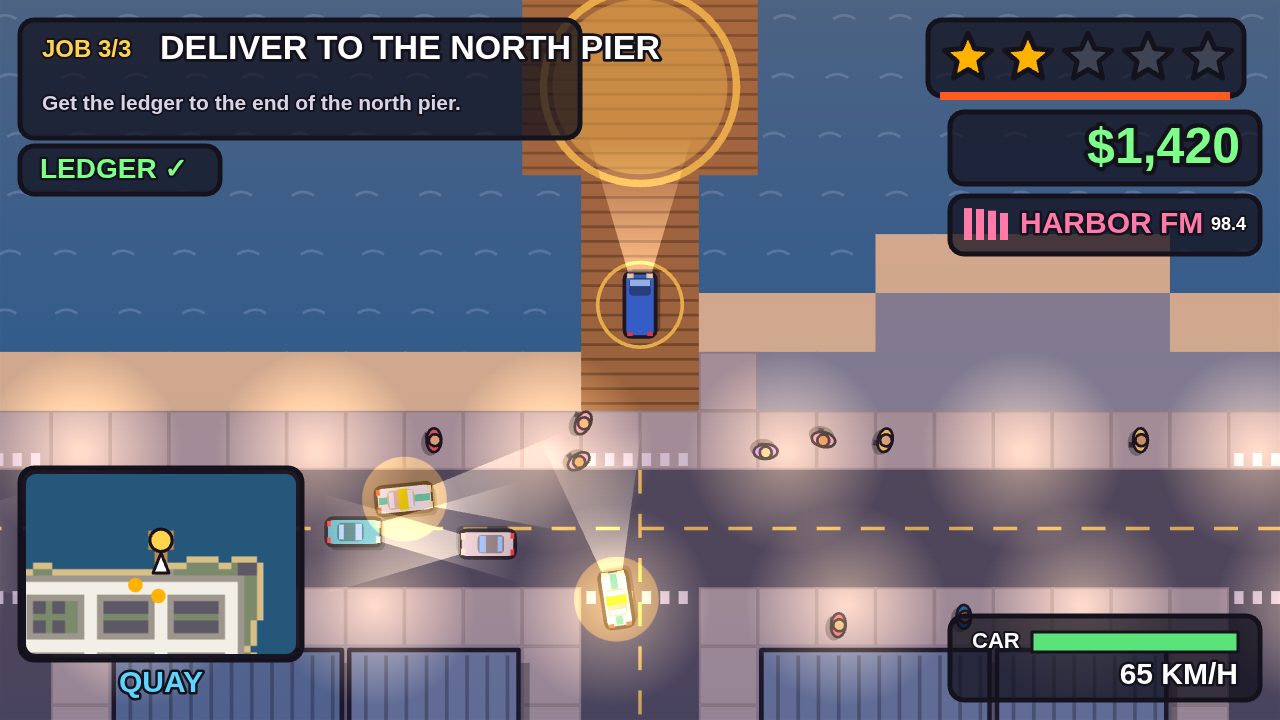 JOB 3/3 DELIVER TO THE NORTH PIER
Get the ledger to the end of the north pier.
LEDGER ✓
$1,420
HARBOR FM 98.4
QUAY
CAR
65 KM/H